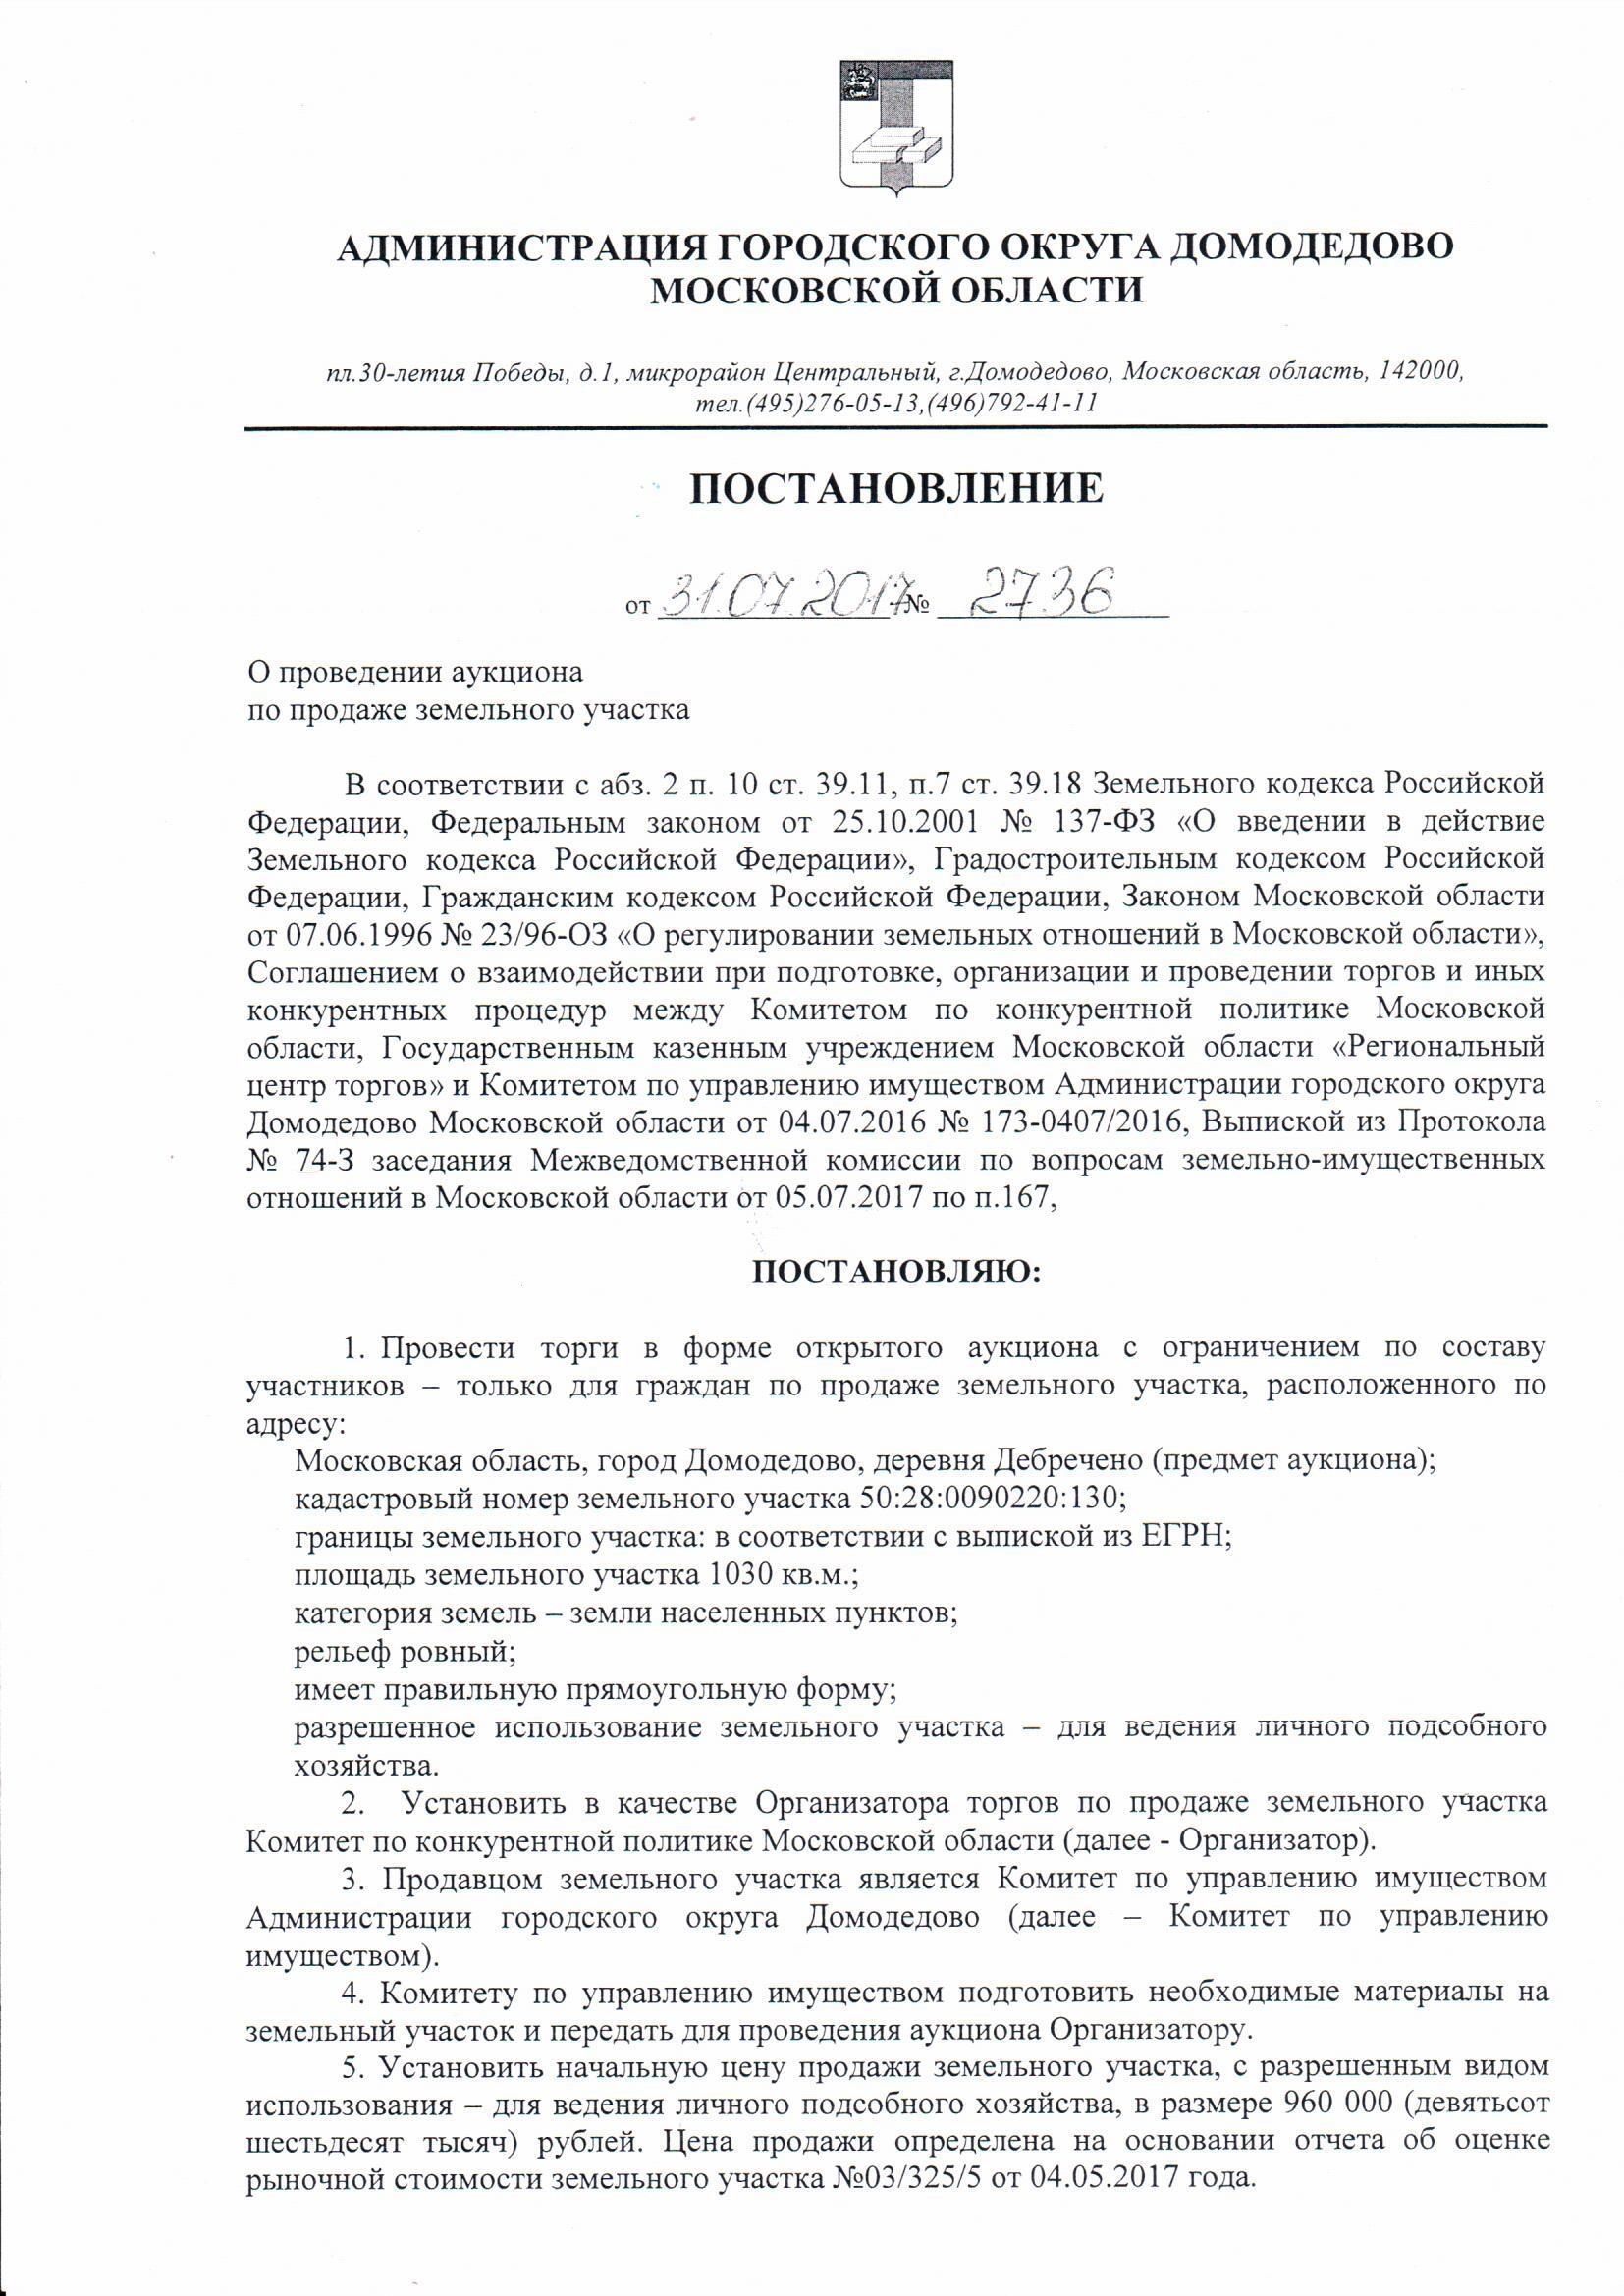 АДМИНИСТРАЦИЯ ГОРОДСКОГО ОКРУГА ДОМОДЕДОВО
МОСКОВСКОЙ ОБЛАСТИ
пл.30-летия Победы, д.1, микрорайон Центральный, г.Домодедово, Московская область, 142000,
тел.(495)276-05-13,(496)792-41-11
ПОСТАНОВЛЕНИЕ
от 31.07.2017 № 2736
О проведении аукциона
по продаже земельного участка
В соответствии с абз. 2 п. 10 ст. 39.11, п.7 ст. 39.18 Земельного кодекса Российской
Федерации, Федеральным законом от 25.10.2001 № 137-ФЗ «О введении в действие
Земельного кодекса Российской Федерации», Градостроительным кодексом Российской
Федерации, Гражданским кодексом Российской Федерации, Законом Московской области
от 07.06.1996 № 23/96-ОЗ «О регулировании земельных отношений в Московской области»,
Соглашением о взаимодействии при подготовке, организации и проведении торгов и иных
конкурентных процедур между Комитетом по конкурентной политике Московской
области, Государственным казенным учреждением Московской области «Региональный
центр торгов» и Комитетом по управлению имуществом Администрации городского округа
Домодедово Московской области от 04.07.2016 № 173-0407/2016, Выпиской из Протокола
№ 74-З заседания Межведомственной комиссии по вопросам земельно-имущественных
отношений в Московской области от 05.07.2017 по п.167,
ПОСТАНОВЛЯЮ:
1. Провести торги в форме открытого аукциона с ограничением по составу
участников – только для граждан по продаже земельного участка, расположенного по
адресу:
Московская область, город Домодедово, деревня Дебречено (предмет аукциона);
кадастровый номер земельного участка 50:28:0090220:130;
границы земельного участка: в соответствии с выпиской из ЕГРН;
площадь земельного участка 1030 кв.м.;
категория земель – земли населенных пунктов;
рельеф ровный;
имеет правильную прямоугольную форму;
разрешенное использование земельного участка – для ведения личного подсобного
хозяйства.
2. Установить в качестве Организатора торгов по продаже земельного участка
Комитет по конкурентной политике Московской области (далее - Организатор).
3. Продавцом земельного участка является Комитет по управлению имуществом
Администрации городского округа Домодедово (далее – Комитет по управлению
имуществом).
4. Комитету по управлению имуществом подготовить необходимые материалы на
земельный участок и передать для проведения аукциона Организатору.
5. Установить начальную цену продажи земельного участка, с разрешенным видом
использования – для ведения личного подсобного хозяйства, в размере 960 000 (девятьсот
шестьдесят тысяч) рублей. Цена продажи определена на основании отчета об оценке
рыночной стоимости земельного участка №03/325/5 от 04.05.2017 года.